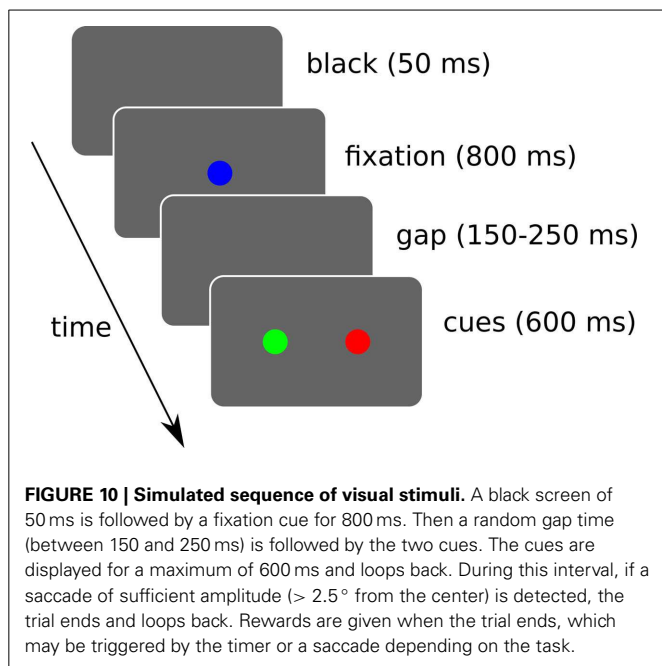 black (50 ms)
fixation (800 ms)
gap (150-250 ms)
cues (600 ms)
time
FIGURE 10 | Simulated sequence of visual stimuli. A black screen of
50 ms is followed by a fixation cue for 800 ms. Then a random gap time
(between 150 and 250 ms) is followed by the two cues. The cues are
displayed for a maximum of 600 ms and loops back. During this interval, if a
saccade of sufficient amplitude (> 2.5° from the center) is detected, the
trial ends and loops back. Rewards are given when the trial ends, which
may be triggered by the timer or a saccade depending on the task.